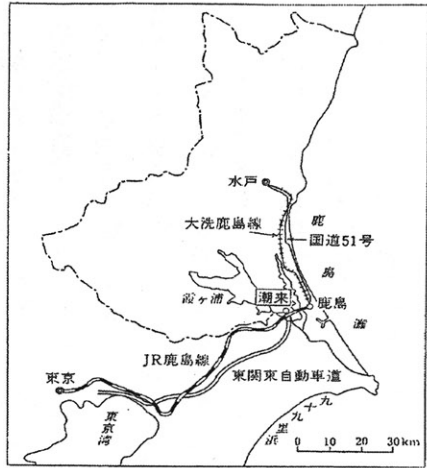 水戸
大洗鹿島線
国道51号
鹿島灘
霞ヶ浦
潮来
鹿島
JR鹿島線
東関東自動車道
東京
東京湾
九十九里浜
0 10 20 30km